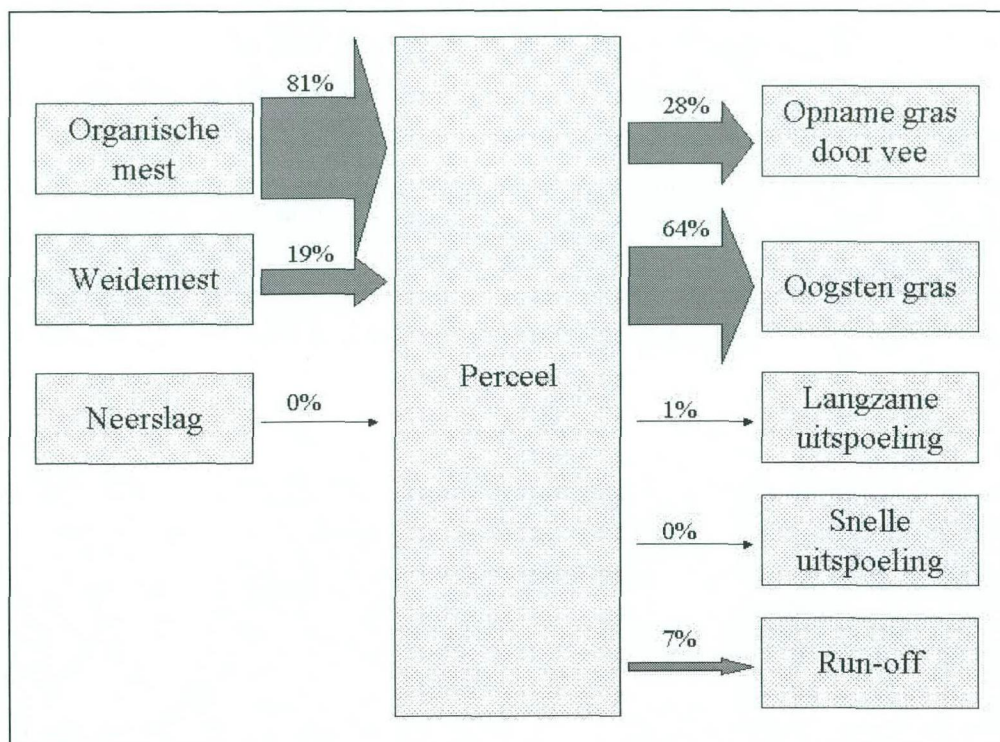 81%
Organische
mest
19%
Weidemest
0%
Neerslag
Perceel
28%
Opname gras
door vee
64%
Oogsten gras
1%
Langzame
uitspoeling
0%
Snelle
uitspoeling
7%
Run-off